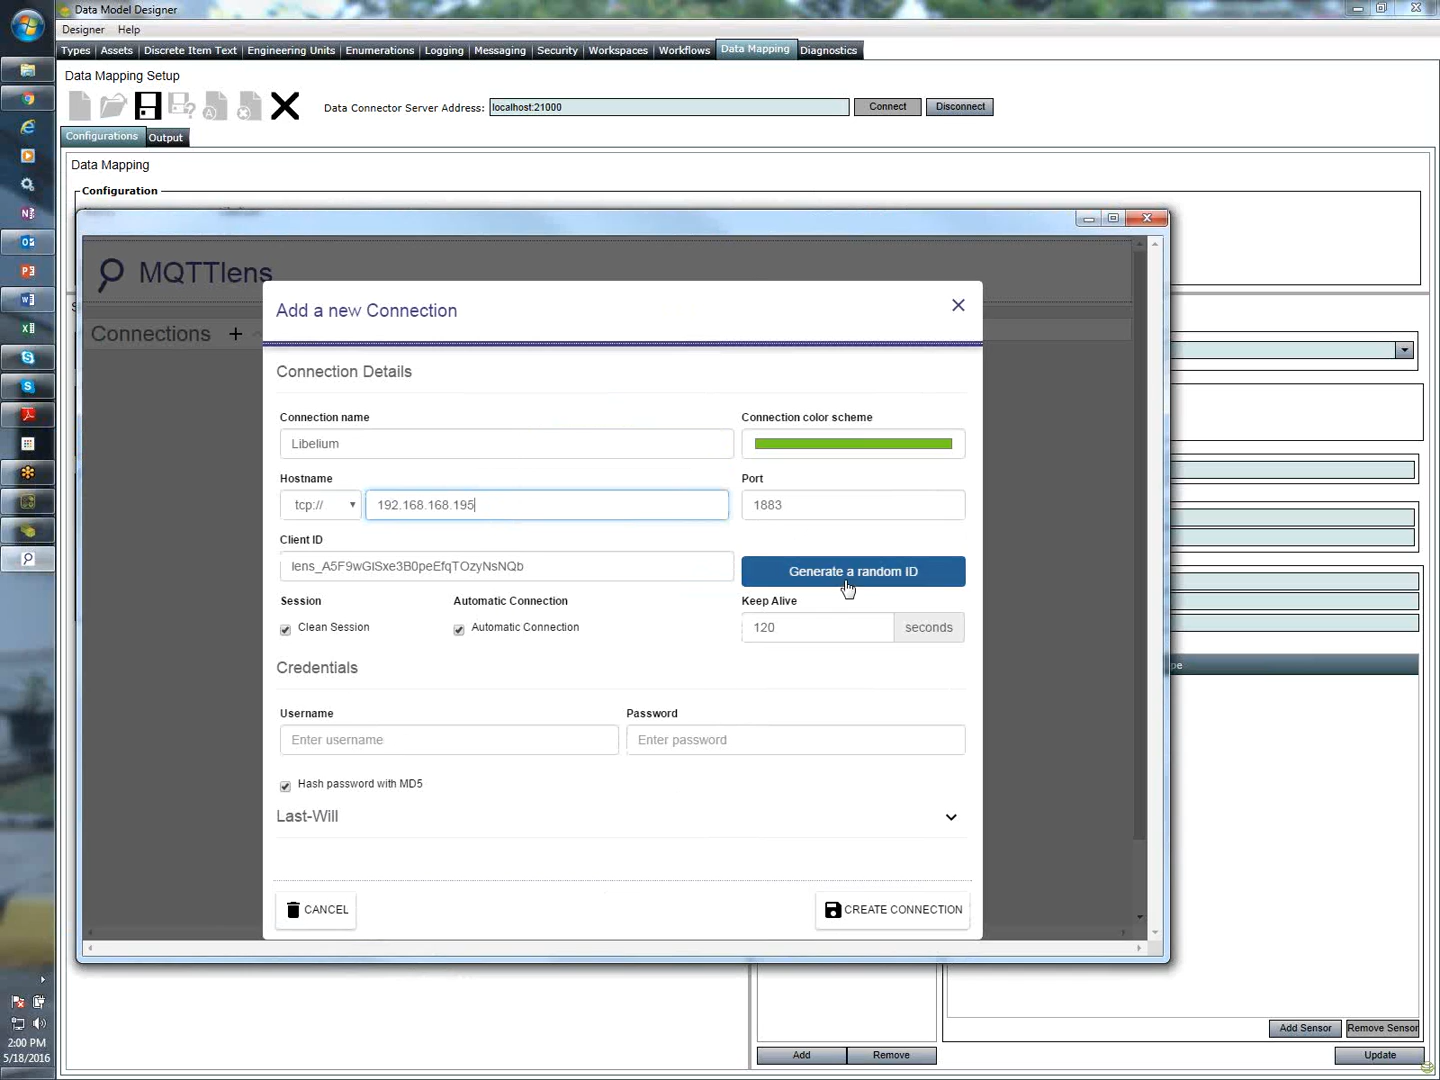 Data Model Designer
Designer Help
Types Assets Discrete Item Text Engineering Units Enumerations Logging Messaging Security Workspaces Workflows Data Mapping Diagnostics
Data Mapping Setup
Data Connector Server Address: localhost:21000 Connect Disconnect
Configurations Output
Data Mapping
Configuration
MQTTlens
Connections +
Add a new Connection
Connection Details
Connection name Connection color scheme
Libelium
Hostname Port
tcp:// 192.168.168.195 1883
Client ID
lens_A5F9wGlSxe3B0peEfqTOzyNsNQb Generate a random ID
Session Automatic Connection Keep Alive
Clean Session Automatic Connection 120 seconds
Credentials
Username Password
Enter username Enter password
Hash password with MD5
Last-Will
CANCEL CREATE CONNECTION
pe
Add Sensor Remove Sensor
Add Remove Update
2:00 PM
5/18/2016